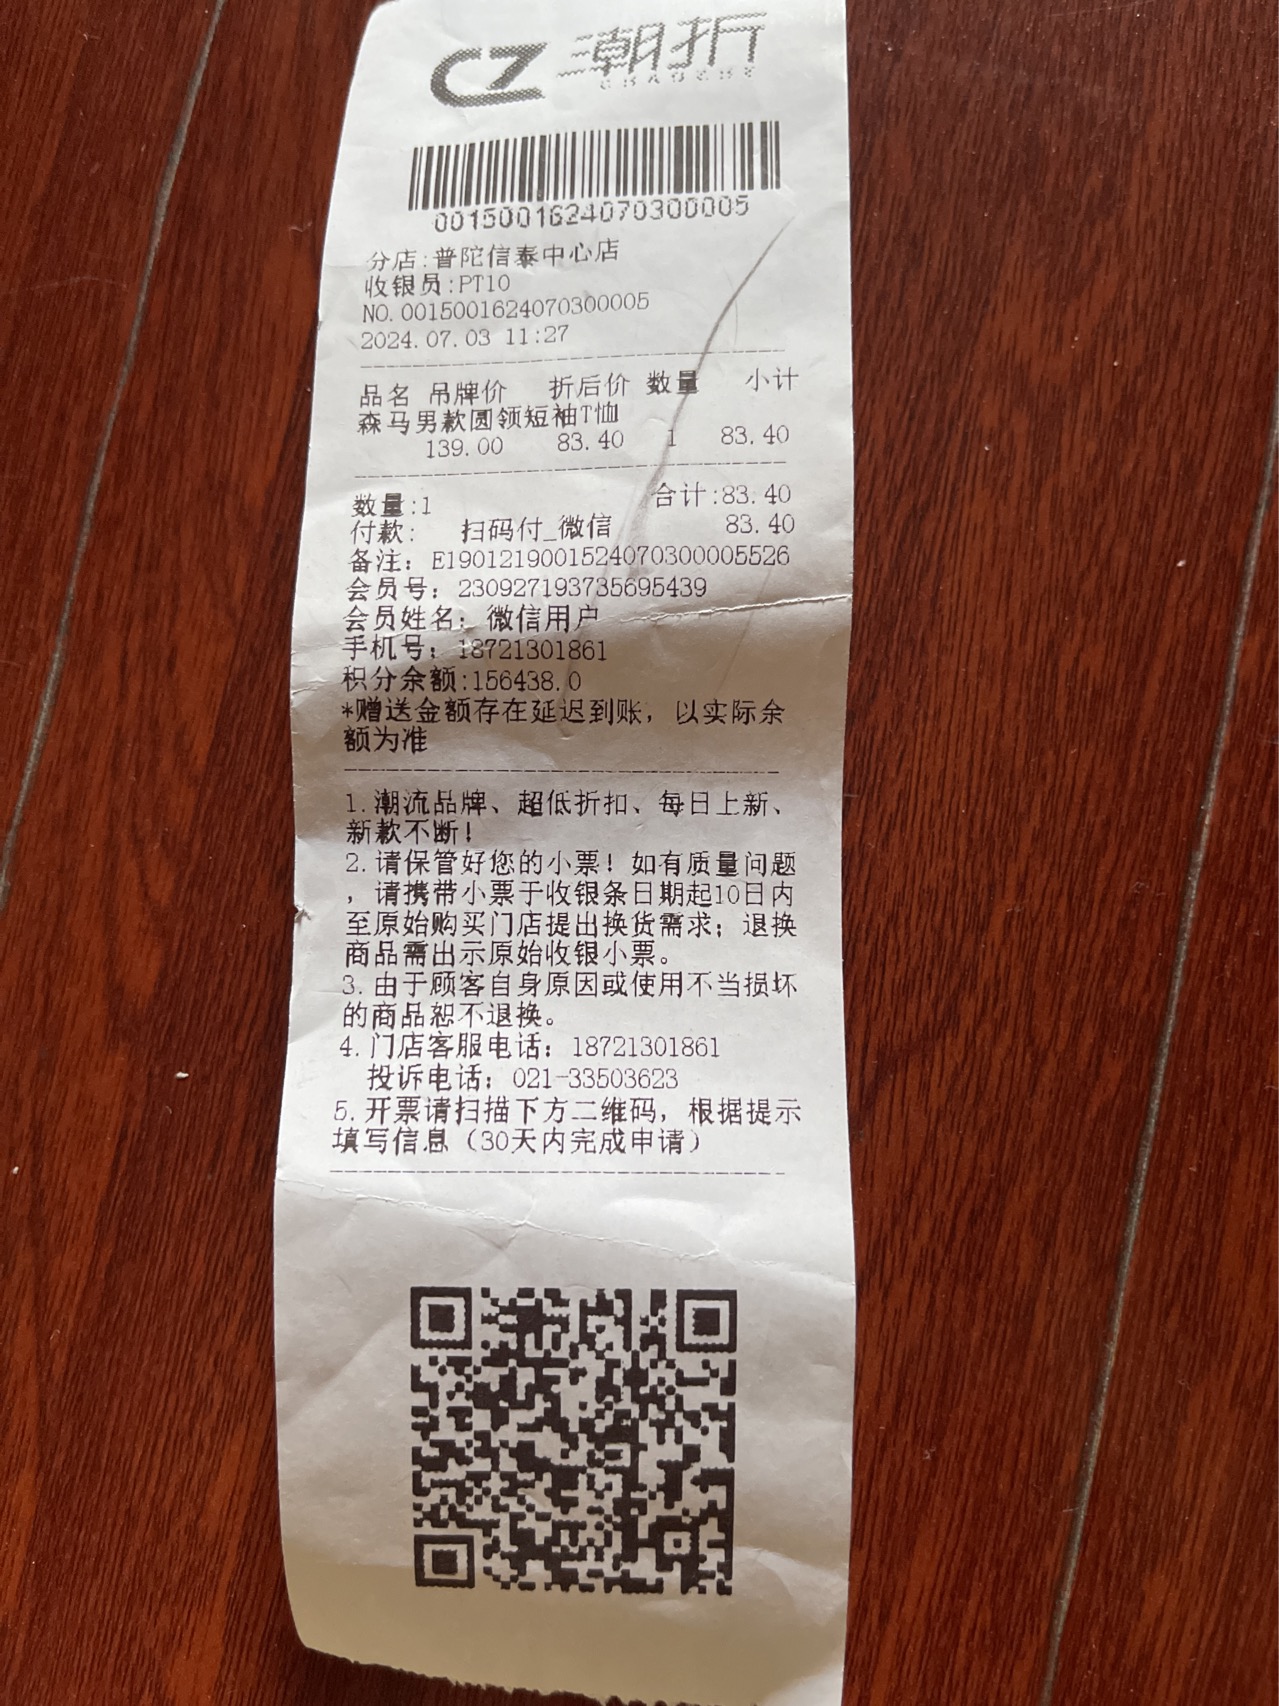 CZ 潮折
CHAOZHE
0015001624070300005
分店:普陀信泰中心店
收银员:PT10
NO.0015001624070300005
2024.07.03 11:27
品名 吊牌价 折后价 数量 小计
森马男款圆领短袖T恤
139.00 83.40 1 83.40
数量:1 合计:83.40
付款: 扫码付_微信 83.40
备注: E19012190015240703000055​26
会员号: 230927193735695439
会员姓名: 微信用户
手机号: 18721301861
积分余额:156438.0
*赠送金额存在延迟到账，以实际余
额为准
1.潮流品牌、超低折扣、每日上新、
新款不断!
2.请保管好您的小票! 如有质量问题
，请携带小票于收银条日期起10日内
至原始购买门店提出换货需求；退换
商品需出示原始收银小票。
3.由于顾客自身原因或使用不当损坏
的商品恕不退换。
4.门店客服电话: 18721301861
投诉电话: 021-33503623
5.开票请扫描下方二维码，根据提示
填写信息（30天内完成申请）